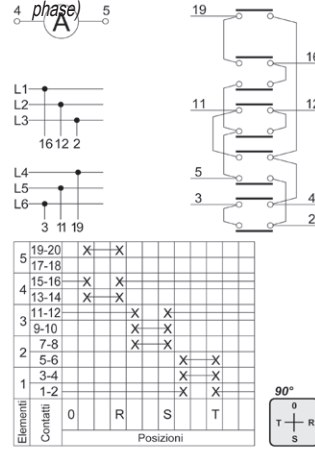 phase)
4 A 5
L1
L2
L3
16 12 2
L4
L5
L6
3 11 19
19
16
11 12
5
3 4
2
5 19-20 X X
17-18
4 15-16 X X
13-14 X X
3 11-12 X X
9-10 X X
2 7-8 X X
5-6 X X
1 3-4 X X
1-2 X X
Elementi Contatti 0 R S T
Posizioni
90°
0
T R
S